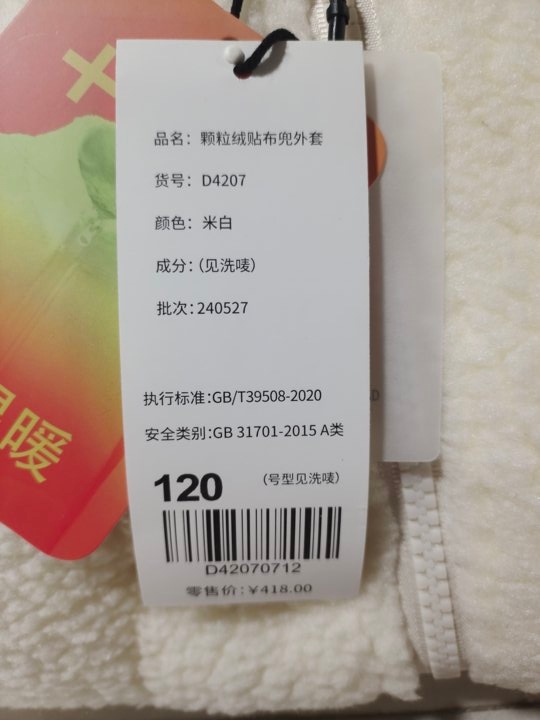 品名：颗粒绒贴布兜外套
货号：D4207
颜色：米白
成分：（见洗唛）
批次：240527
执行标准：GB/T39508-2020
安全类别：GB 31701-2015 A类
120 （号型见洗唛）
D42070712
零售价：¥418.00
暖